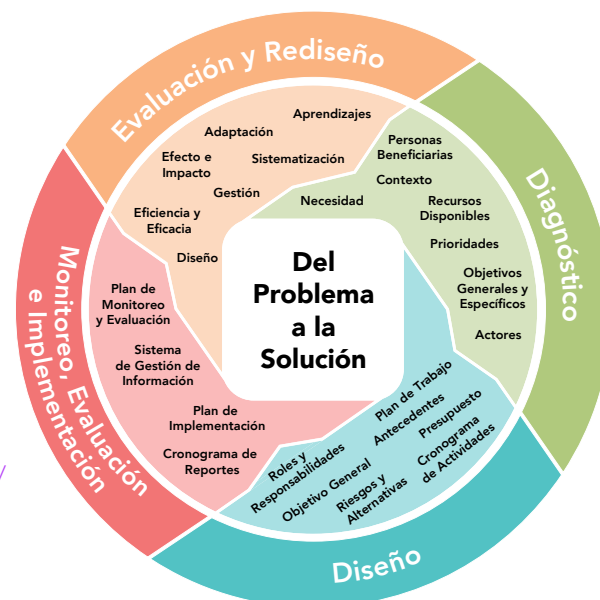 Evaluación y Rediseño
Aprendizajes
Adaptación
Efecto e
Impacto
Sistematización
Gestión
Eficiencia y
Eficacia
Diseño
Diagnóstico
Personas
Beneficiarias
Contexto
Necesidad
Recursos
Disponibles
Prioridades
Objetivos
Generales y
Específicos
Actores
Del
Problema
a la
Solución
Diseño
Plan de Trabajo
Antecedentes
Presupuesto
Cronograma
de Actividades
Roles y
Responsabilidades
Objetivo General
Riesgos y
Alternativas
Monitoreo, Evaluación
e Implementación
Plan de
Monitoreo
y Evaluación
Sistema
de Gestión de
Información
Plan de
Implementación
Cronograma de
Reportes
/